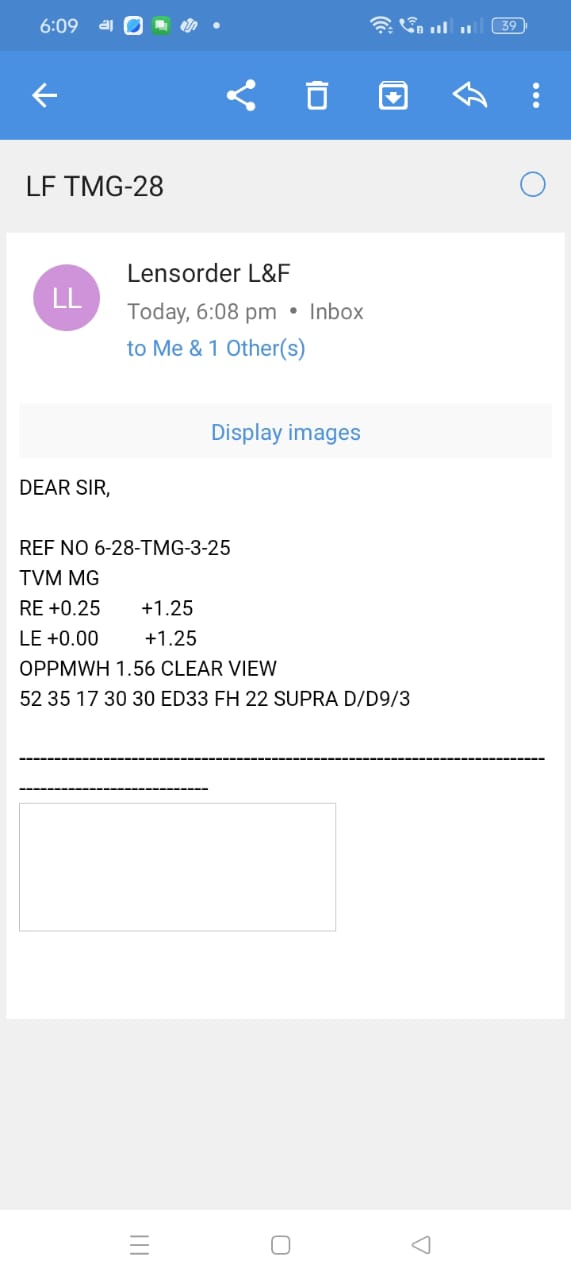 6:09
39
LF TMG-28
LL
Lensorder L&F
Today, 6:08 pm • Inbox
to Me & 1 Other(s)
Display images
DEAR SIR,
REF NO 6-28-TMG-3-25
TVM MG
RE +0.25 +1.25
LE +0.00 +1.25
OPPMWH 1.56 CLEAR VIEW
52 35 17 30 30 ED33 FH 22 SUPRA D/D9/3
---------------------------------------------------------------------------
---------------------------